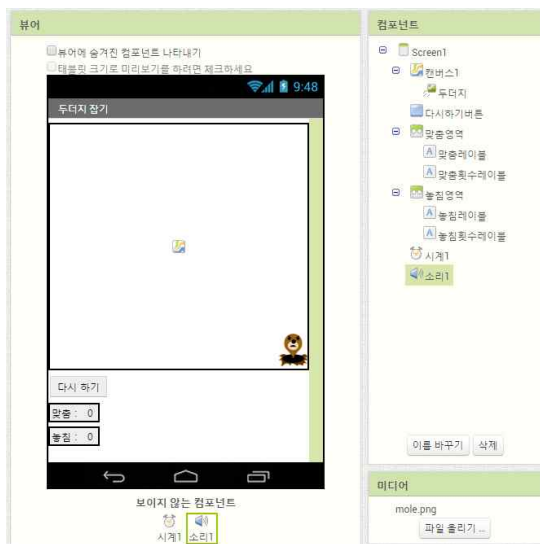 뷰어
뷰어에 숨겨진 컴포넌트 나타내기
태블릿 크기로 미리보기를 하려면 체크하세요
9:48
두더지 잡기
다시 하기
맞춤 : 0
놓침 : 0
보이지 않는 컴포넌트
시계1 소리1
컴포넌트
Screen1
캔버스1
두더지
다시하기버튼
맞춤영역
맞춤레이블
맞춤횟수레이블
놓침영역
놓침레이블
놓침횟수레이블
시계1
소리1
이름 바꾸기 삭제
미디어
mole.png
파일 올리기 ...